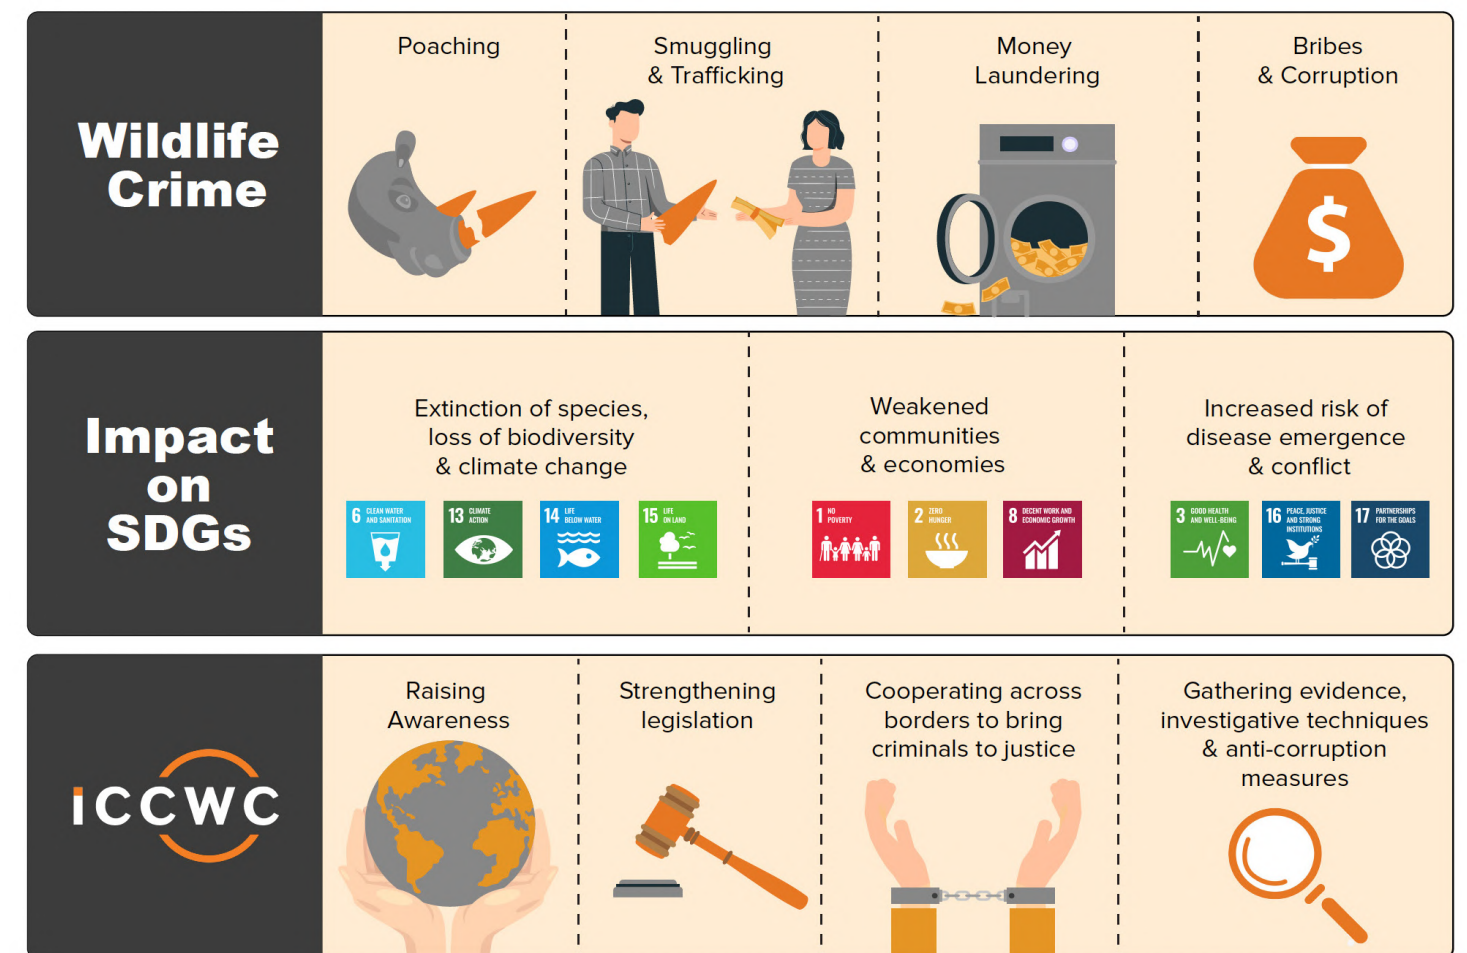 Wildlife
Crime
Poaching
Smuggling
& Trafficking
Money
Laundering
Bribes
& Corruption
$
Impact
on
SDGs
Extinction of species,
loss of biodiversity
& climate change
6 CLEAN WATER
AND SANITATION
13 CLIMATE
ACTION
14 LIFE
BELOW WATER
15 LIFE
ON LAND
Weakened
communities
& economies
1 NO
POVERTY
2 ZERO
HUNGER
8 DECENT WORK AND
ECONOMIC GROWTH
Increased risk of
disease emergence
& conflict
3 GOOD HEALTH
AND WELL-BEING
16 PEACE, JUSTICE
AND STRONG
INSTITUTIONS
17 PARTNERSHIPS
FOR THE GOALS
iCCWC
Raising
Awareness
Strengthening
legislation
Cooperating across
borders to bring
criminals to justice
Gathering evidence,
investigative techniques
& anti-corruption
measures